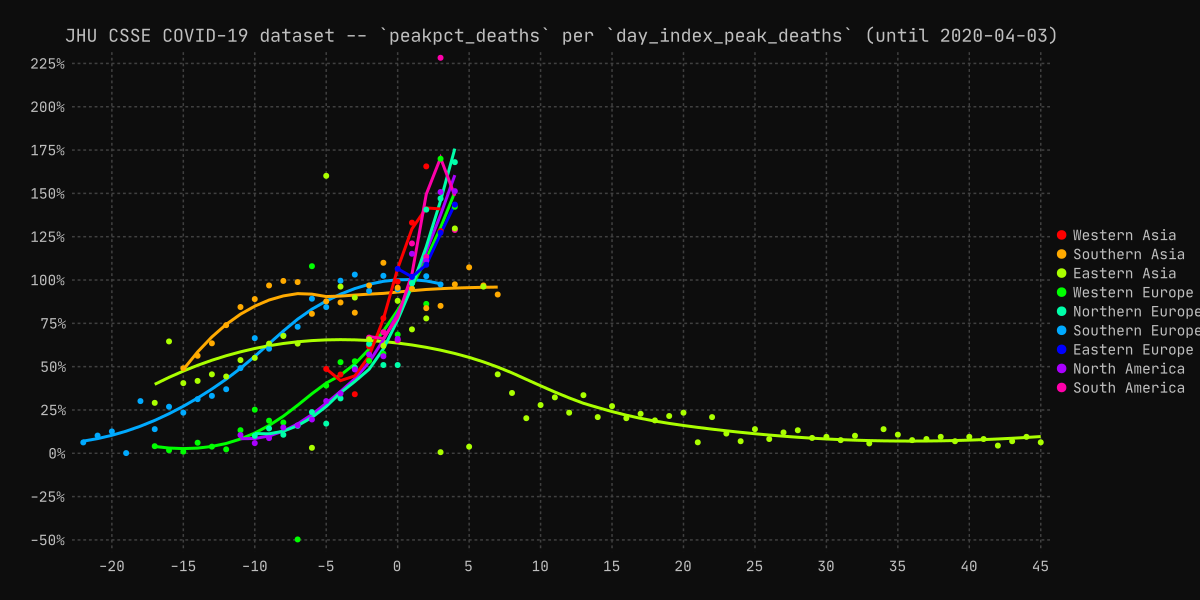 JHU CSSE COVID-19 dataset -- `peakpct_deaths` per `day_index_peak_deaths` (until 2020-04-03)
225%
200%
175%
150%
125%
100%
75%
50%
25%
0%
-25%
-50%
-20 -15 -10 -5 0 5 10 15 20 25 30 35 40 45
Western Asia
Southern Asia
Eastern Asia
Western Europe
Northern Europe
Southern Europe
Eastern Europe
North America
South America